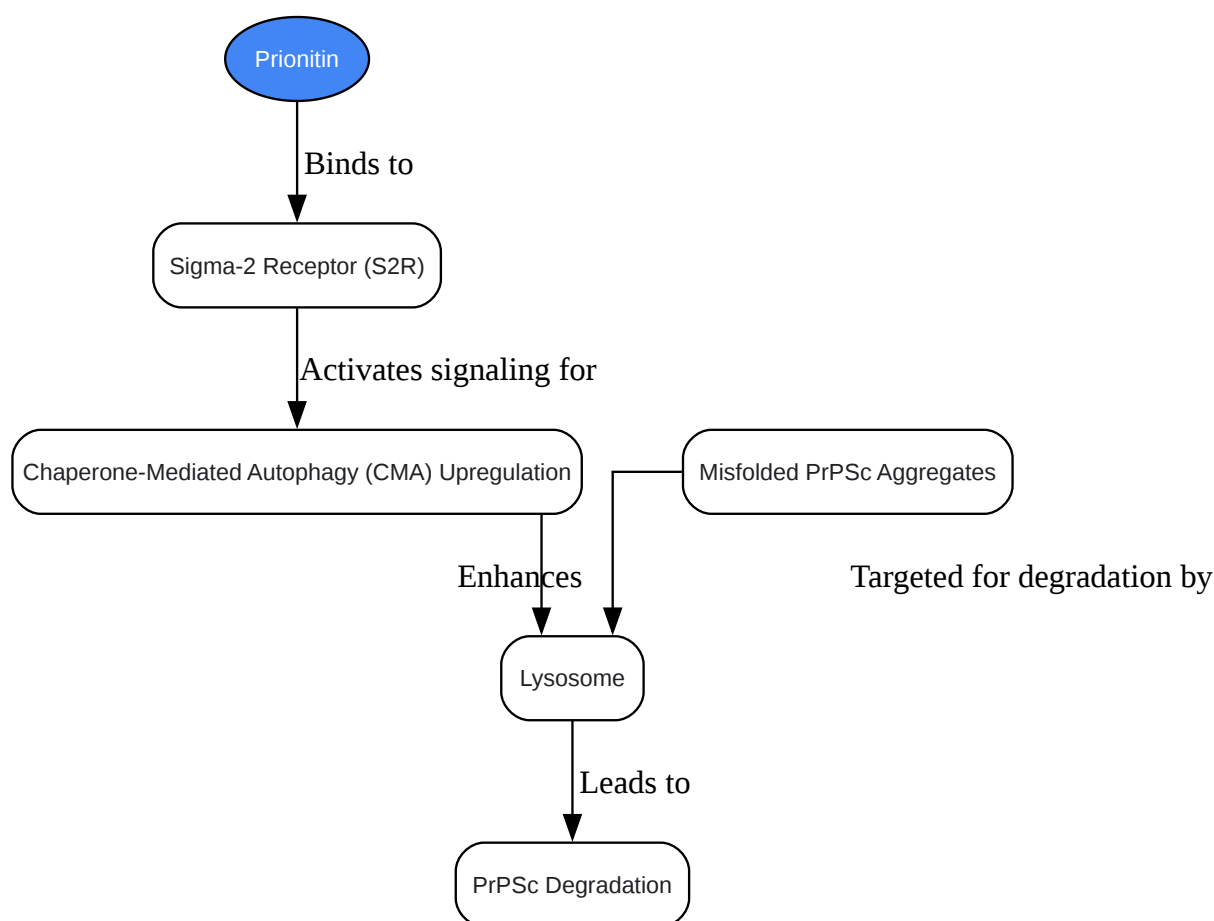 Prionitin
Binds to
Sigma-2 Receptor (S2R)
Activates signaling for
Chaperone-Mediated Autophagy (CMA) Upregulation
Misfolded PrPSc Aggregates
Enhances
Targeted for degradation by
Lysosome
Leads to
PrPSc Degradation